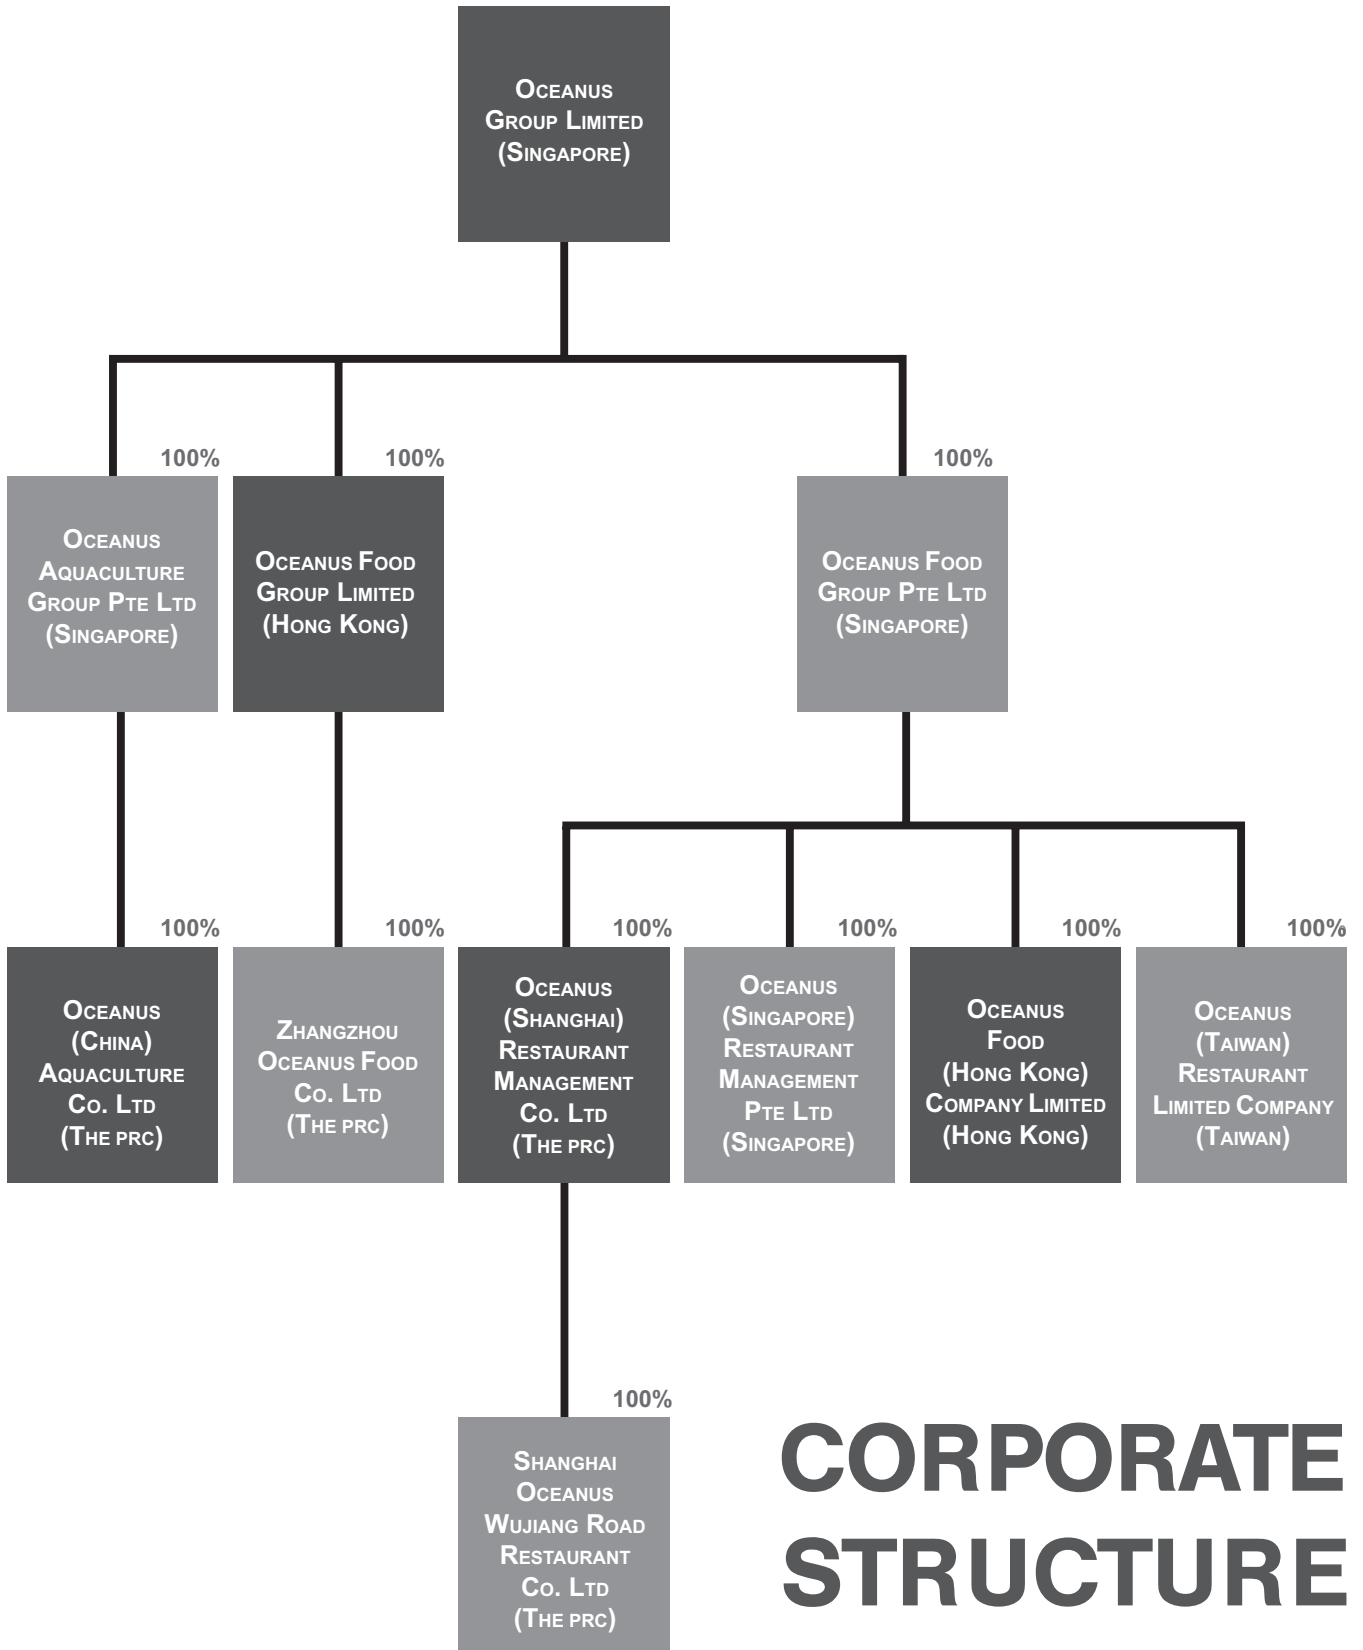 OCEANUS
GROUP LIMITED
(SINGAPORE)
100%
100%
100%
OCEANUS
AQUACULTURE
GROUP PTE LTD
(SINGAPORE)
OCEANUS FOOD
GROUP LIMITED
(HONG KONG)
OCEANUS FOOD
GROUP PTE LTD
(SINGAPORE)
100%
100%
100%
100%
100%
100%
OCEANUS
(CHINA)
AQUACULTURE
CO. LTD
(THE PRC)
ZHANGZHOU
OCEANUS FOOD
CO. LTD
(THE PRC)
OCEANUS
(SHANGHAI)
RESTAURANT
MANAGEMENT
CO. LTD
(THE PRC)
OCEANUS
(SINGAPORE)
RESTAURANT
MANAGEMENT
PTE LTD
(SINGAPORE)
OCEANUS
FOOD
(HONG KONG)
COMPANY LIMITED
(HONG KONG)
OCEANUS
(TAIWAN)
RESTAURANT
LIMITED COMPANY
(TAIWAN)
100%
SHANGHAI
OCEANUS
WUJIANG ROAD
RESTAURANT
CO. LTD
(THE PRC)
CORPORATE
STRUCTURE